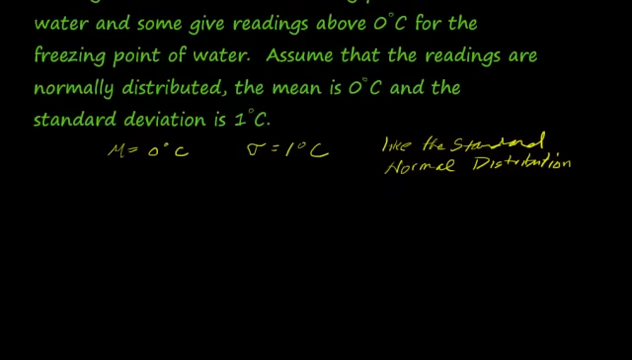 water and some give readings above 0°C for the
freezing point of water. Assume that the readings are
normally distributed, the mean is 0°C and the
standard deviation is 1°C.
μ = 0°C σ = 1°C like the Standard
Normal Distribution